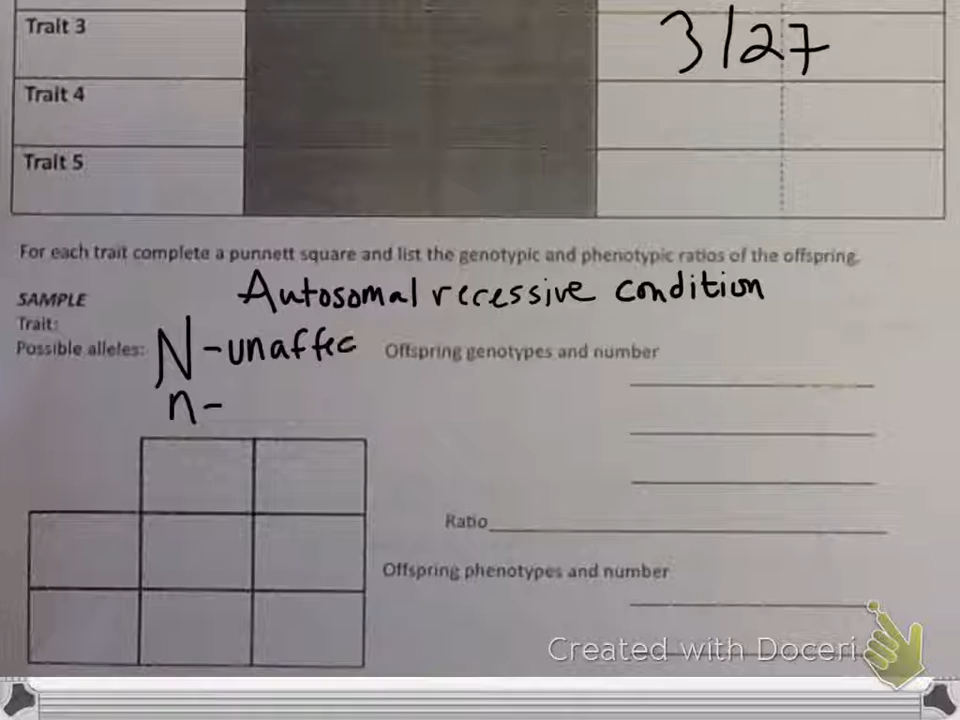 Trait 3
3/27
Trait 4
Trait 5
For each trait complete a punnett square and list the genotypic and phenotypic ratios of the offspring.
Autosomal recessive condition
SAMPLE
Trait:
Possible alleles: N - unaffec
Offspring genotypes and number
n -
Ratio
Offspring phenotypes and number
Created with Doceri